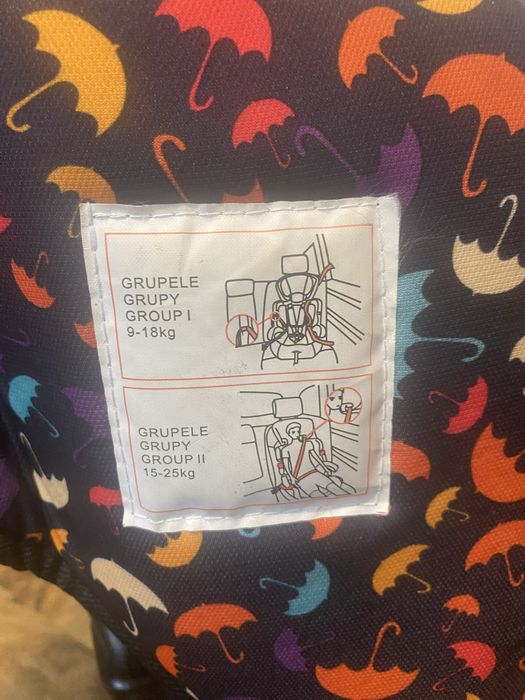 GRUPELE
GRUPY
GROUP I
9-18kg
GRUPELE
GRUPY
GROUP II
15-25kg